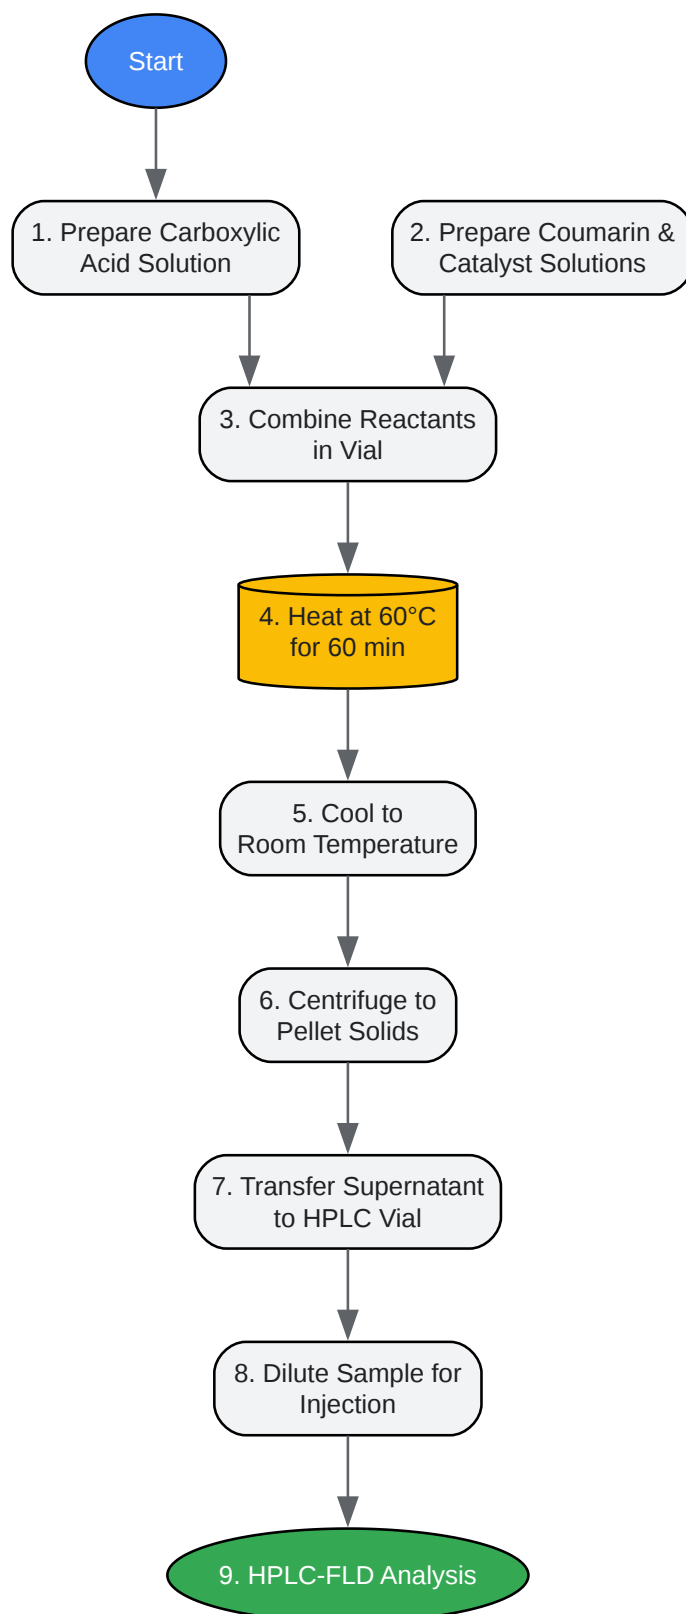 Start
1. Prepare Carboxylic
Acid Solution
2. Prepare Coumarin &
Catalyst Solutions
3. Combine Reactants
in Vial
4. Heat at 60°C
for 60 min
5. Cool to
Room Temperature
6. Centrifuge to
Pellet Solids
7. Transfer Supernatant
to HPLC Vial
8. Dilute Sample for
Injection
9. HPLC-FLD Analysis